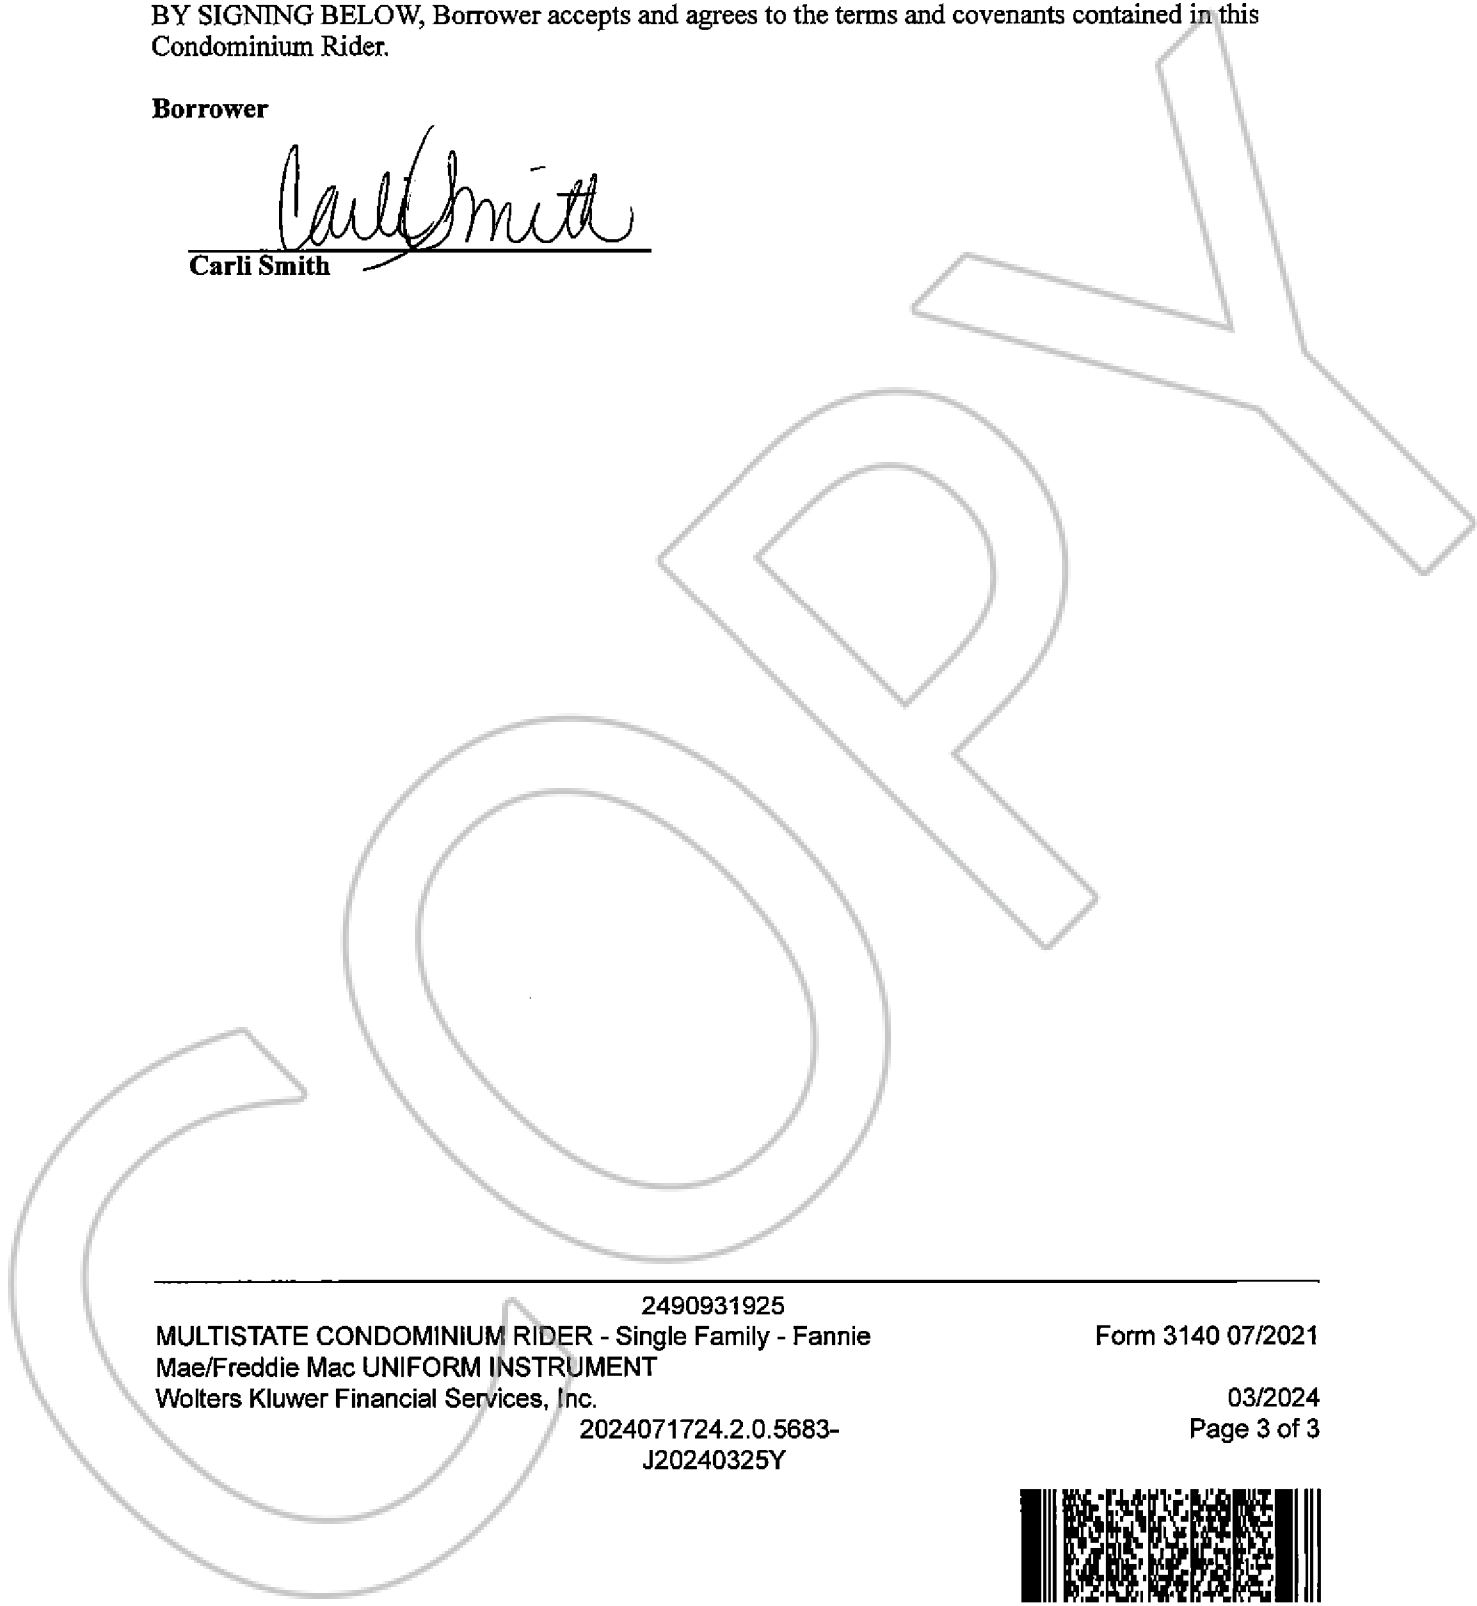 BY SIGNING BELOW, Borrower accepts and agrees to the terms and covenants contained in this
Condominium Rider.
Borrower
Carli Smith
Carli Smith
COPY
2490931925
MULTISTATE CONDOMINIUM RIDER - Single Family - Fannie
Mae/Freddie Mac UNIFORM INSTRUMENT
Wolters Kluwer Financial Services, Inc.
Form 3140 07/2021
03/2024
Page 3 of 3
2024071724.2.0.5683-
J20240325Y